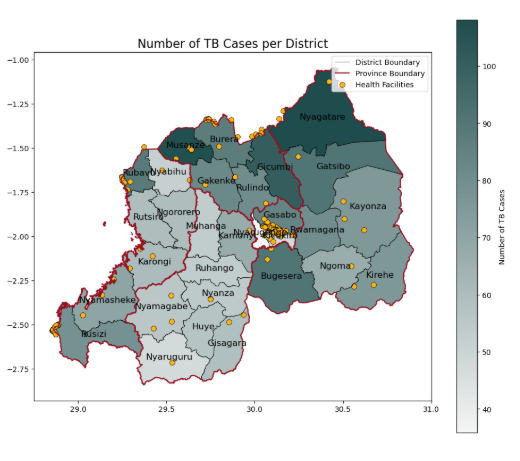 Number of TB Cases per District
District Boundary
Province Boundary
Health Facilities
−1.00
−1.25
−1.50
−1.75
−2.00
−2.25
−2.50
−2.75
29.0
29.5
30.0
30.5
31.0
Nyagatare
Burera
Musanze
Gicumbi
Gatsibo
Rubavu
Nyabihu
Gakenke
Rulindo
Kayonza
Ngororero
Rutsiro
Gasabo
Muhanga
Rwamagana
Karongi
Ruhango
Ngoma
Bugesera
Kirehe
Nyamasheke
Nyamagabe
Nyanza
Rusizi
Huye
Gisagara
Nyaruguru
100
90
80
70
60
50
40
Number of TB Cases